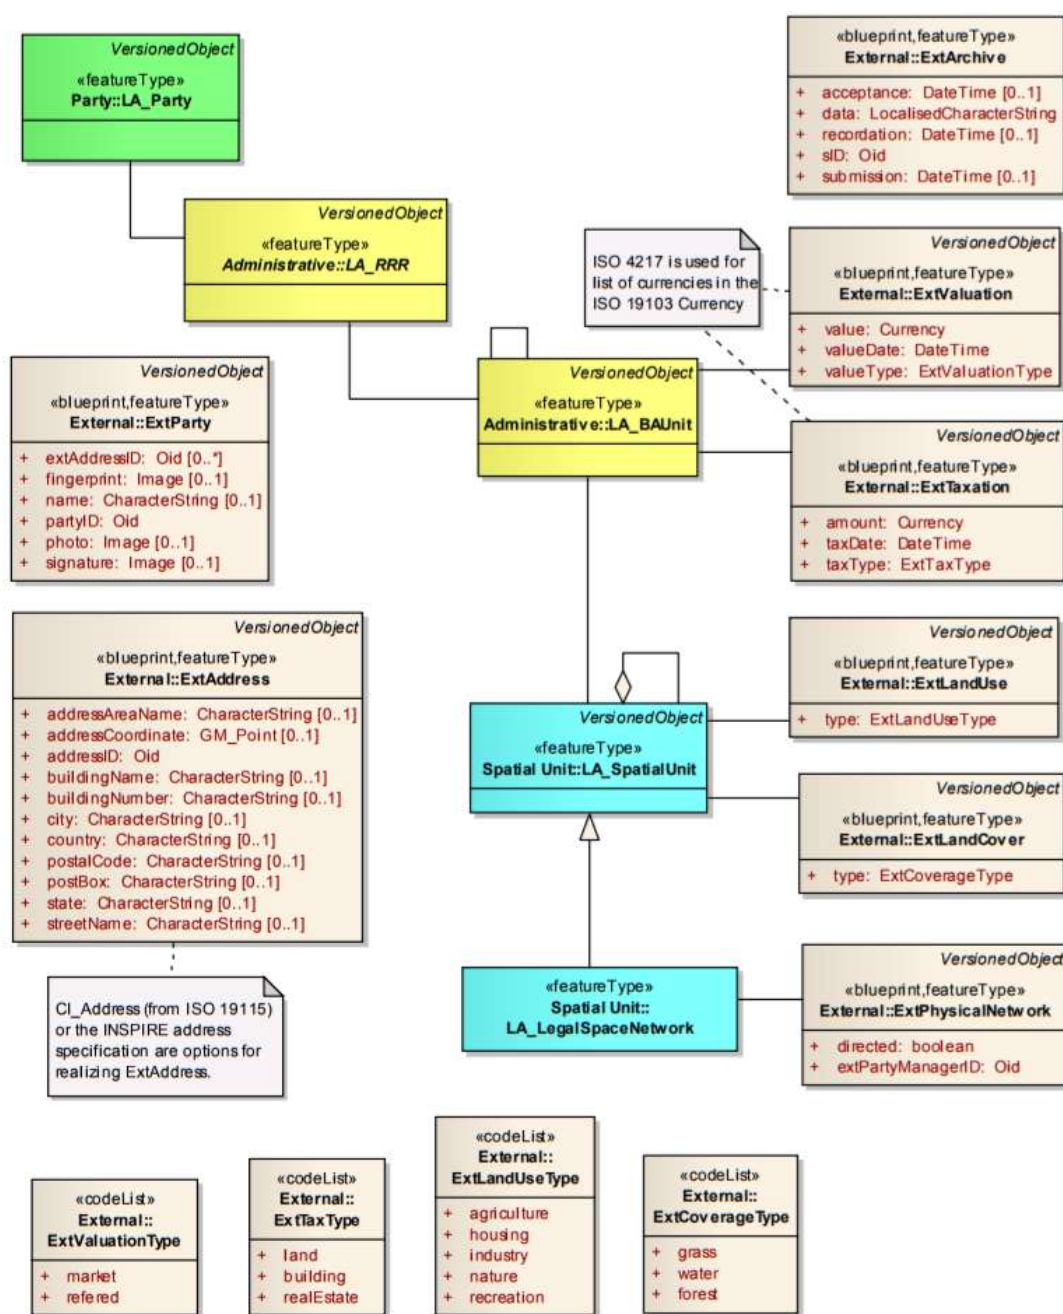 VersionedObject
«featureType»
Party::LA_Party
VersionedObject
«featureType»
Administrative::LA_RRR
«blueprint,featureType»
External::ExtArchive
+ acceptance: DateTime [0..1]
+ data: LocalisedCharacterString
+ recordation: DateTime [0..1]
+ sID: Oid
+ submission: DateTime [0..1]
ISO 4217 is used for
list of currencies in the
ISO 19103 Currency
VersionedObject
«blueprint,featureType»
External::ExtValuation
+ value: Currency
+ valueDate: DateTime
+ valueType: ExtValuationType
VersionedObject
«blueprint,featureType»
External::ExtParty
+ extAddressID: Oid [0..*]
+ fingerprint: Image [0..1]
+ name: CharacterString [0..1]
+ partyID: Oid
+ photo: Image [0..1]
+ signature: Image [0..1]
VersionedObject
«featureType»
Administrative::LA_BAUnit
VersionedObject
«blueprint,featureType»
External::ExtTaxation
+ amount: Currency
+ taxDate: DateTime
+ taxType: ExtTaxType
VersionedObject
«blueprint,featureType»
External::ExtAddress
+ addressAreaName: CharacterString [0..1]
+ addressCoordinate: GM_Point [0..1]
+ addressID: Oid
+ buildingName: CharacterString [0..1]
+ buildingNumber: CharacterString [0..1]
+ city: CharacterString [0..1]
+ country: CharacterString [0..1]
+ postalCode: CharacterString [0..1]
+ postBox: CharacterString [0..1]
+ state: CharacterString [0..1]
+ streetName: CharacterString [0..1]
VersionedObject
«featureType»
Spatial Unit::LA_SpatialUnit
VersionedObject
«blueprint,featureType»
External::ExtLandUse
+ type: ExtLandUseType
VersionedObject
«blueprint,featureType»
External::ExtLandCover
+ type: ExtCoverageType
CI_Address (from ISO 19115)
or the INSPIRE address
specification are options for
realizing ExtAddress.
«featureType»
Spatial Unit::
LA_LegalSpaceNetwork
VersionedObject
«blueprint,featureType»
External::ExtPhysicalNetwork
+ directed: boolean
+ extPartyManagerID: Oid
«codeList»
External::
ExtValuationType
+ market
+ refered
«codeList»
External::
ExtTaxType
+ land
+ building
+ realEstate
«codeList»
External::
ExtLandUseType
+ agriculture
+ housing
+ industry
+ nature
+ recreation
«codeList»
External::
ExtCoverageType
+ grass
+ water
+ forest